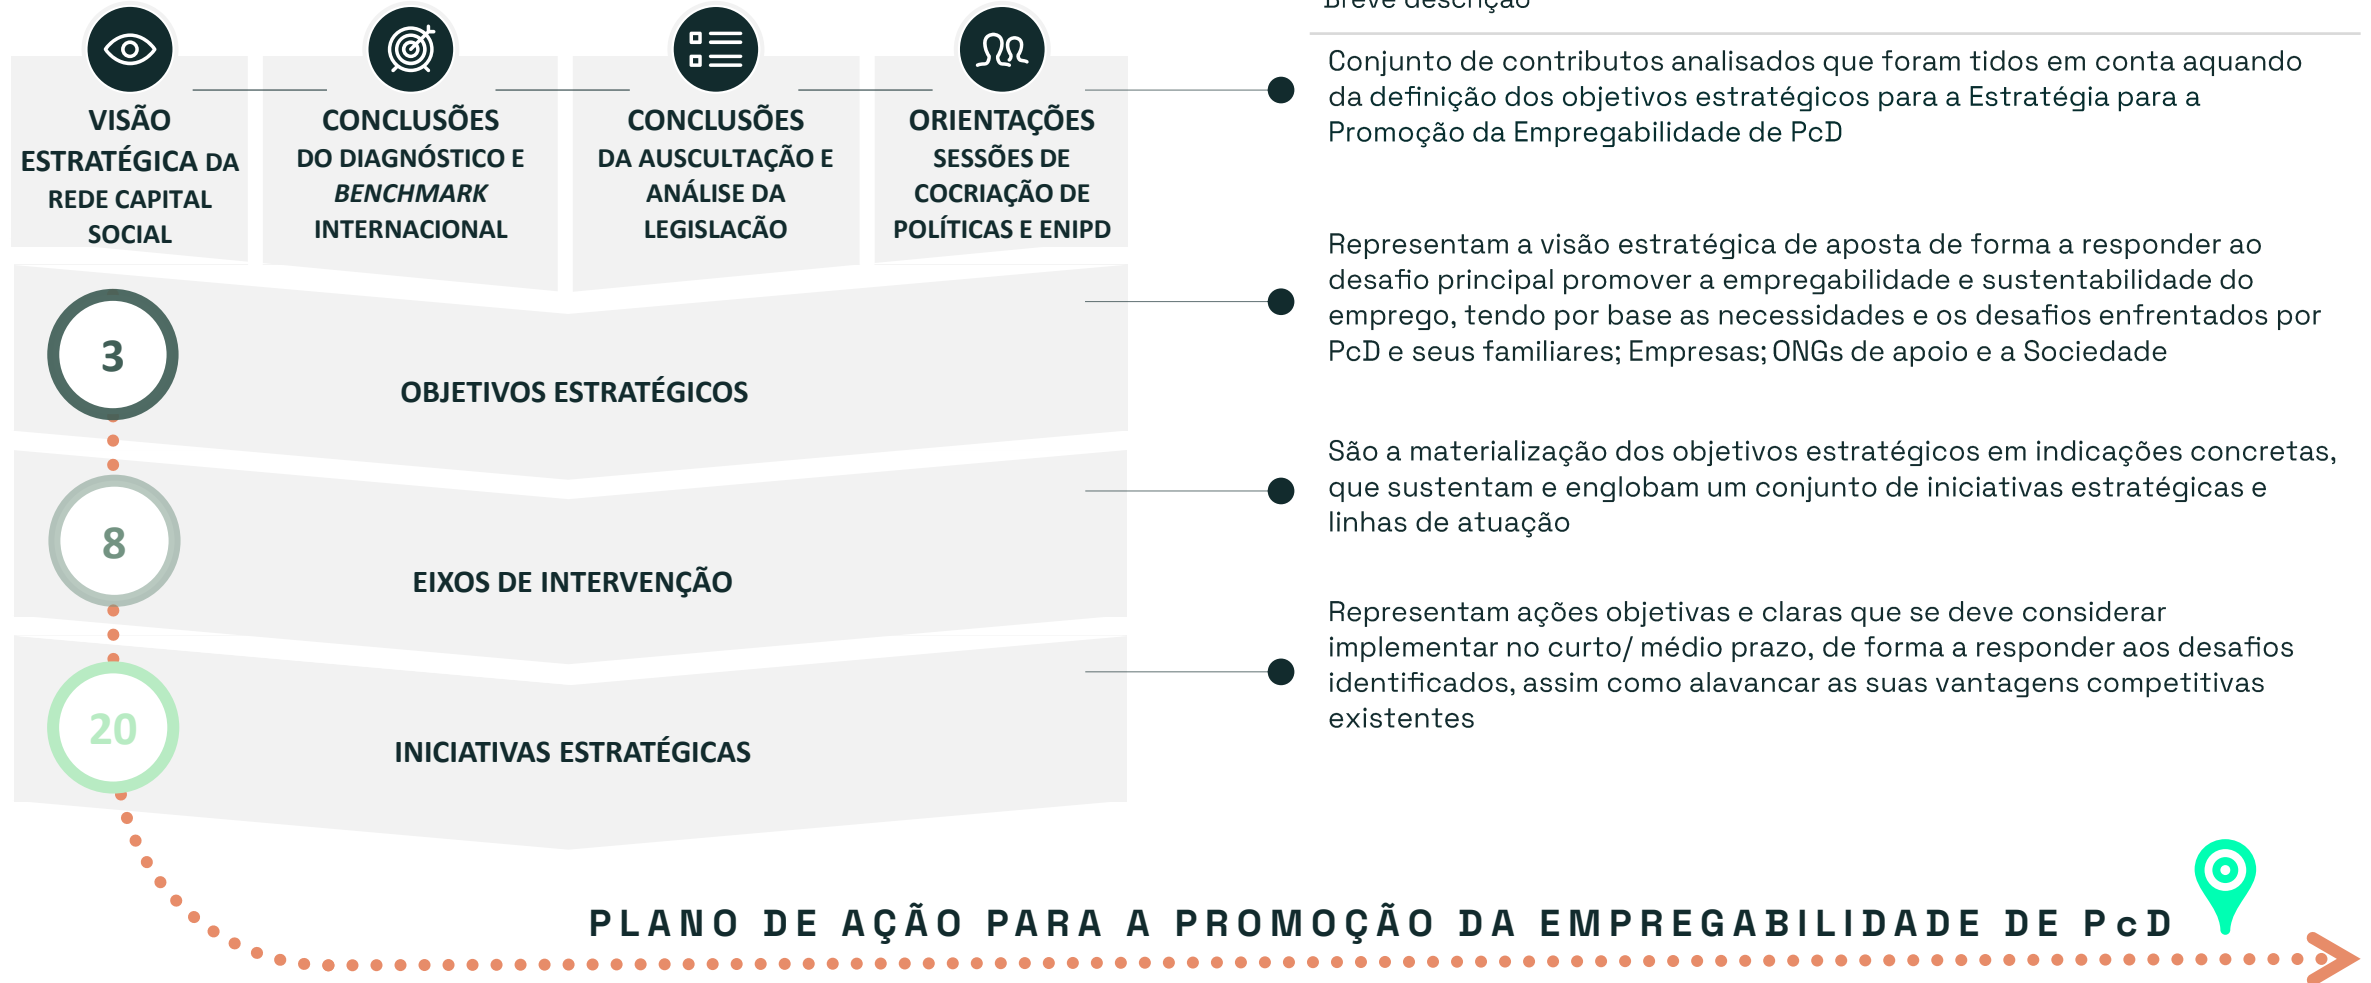 Breve descrição
VISÃO
ESTRATÉGICA DA
REDE CAPITAL
SOCIAL
CONCLUSÕES
DO DIAGNÓSTICO E
BENCHMARK
INTERNACIONAL
CONCLUSÕES
DA AUSCULTAÇÃO E
ANÁLISE DA
LEGISLACÃO
ORIENTAÇÕES
SESSÕES DE
COCRIAÇÃO DE
POLÍTICAS E ENIPD
Conjunto de contributos analisados que foram tidos em conta aquando
da definição dos objetivos estratégicos para a Estratégia para a
Promoção da Empregabilidade de PcD
3
OBJETIVOS ESTRATÉGICOS
Representam a visão estratégica de aposta de forma a responder ao
desafio principal promover a empregabilidade e sustentabilidade do
emprego, tendo por base as necessidades e os desafios enfrentados por
PcD e seus familiares; Empresas; ONGs de apoio e a Sociedade
8
EIXOS DE INTERVENÇÃO
São a materialização dos objetivos estratégicos em indicações concretas,
que sustentam e englobam um conjunto de iniciativas estratégicas e
linhas de atuação
20
INICIATIVAS ESTRATÉGICAS
Representam ações objetivas e claras que se deve considerar
implementar no curto/ médio prazo, de forma a responder aos desafios
identificados, assim como alavancar as suas vantagens competitivas
existentes
PLANO DE AÇÃO PARA A PROMOÇÃO DA EMPREGABILIDADE DE PcD